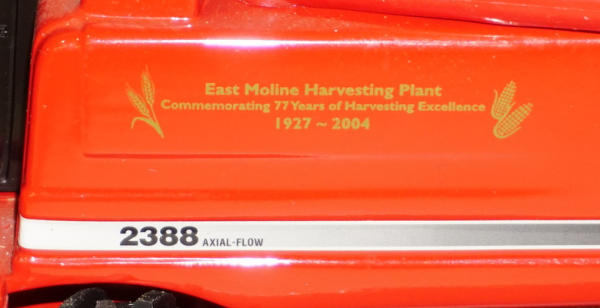 East Moline Harvesting Plant
Commemorating 77 Years of Harvesting Excellence
1927 ~ 2004
2388 AXIAL-FLOW